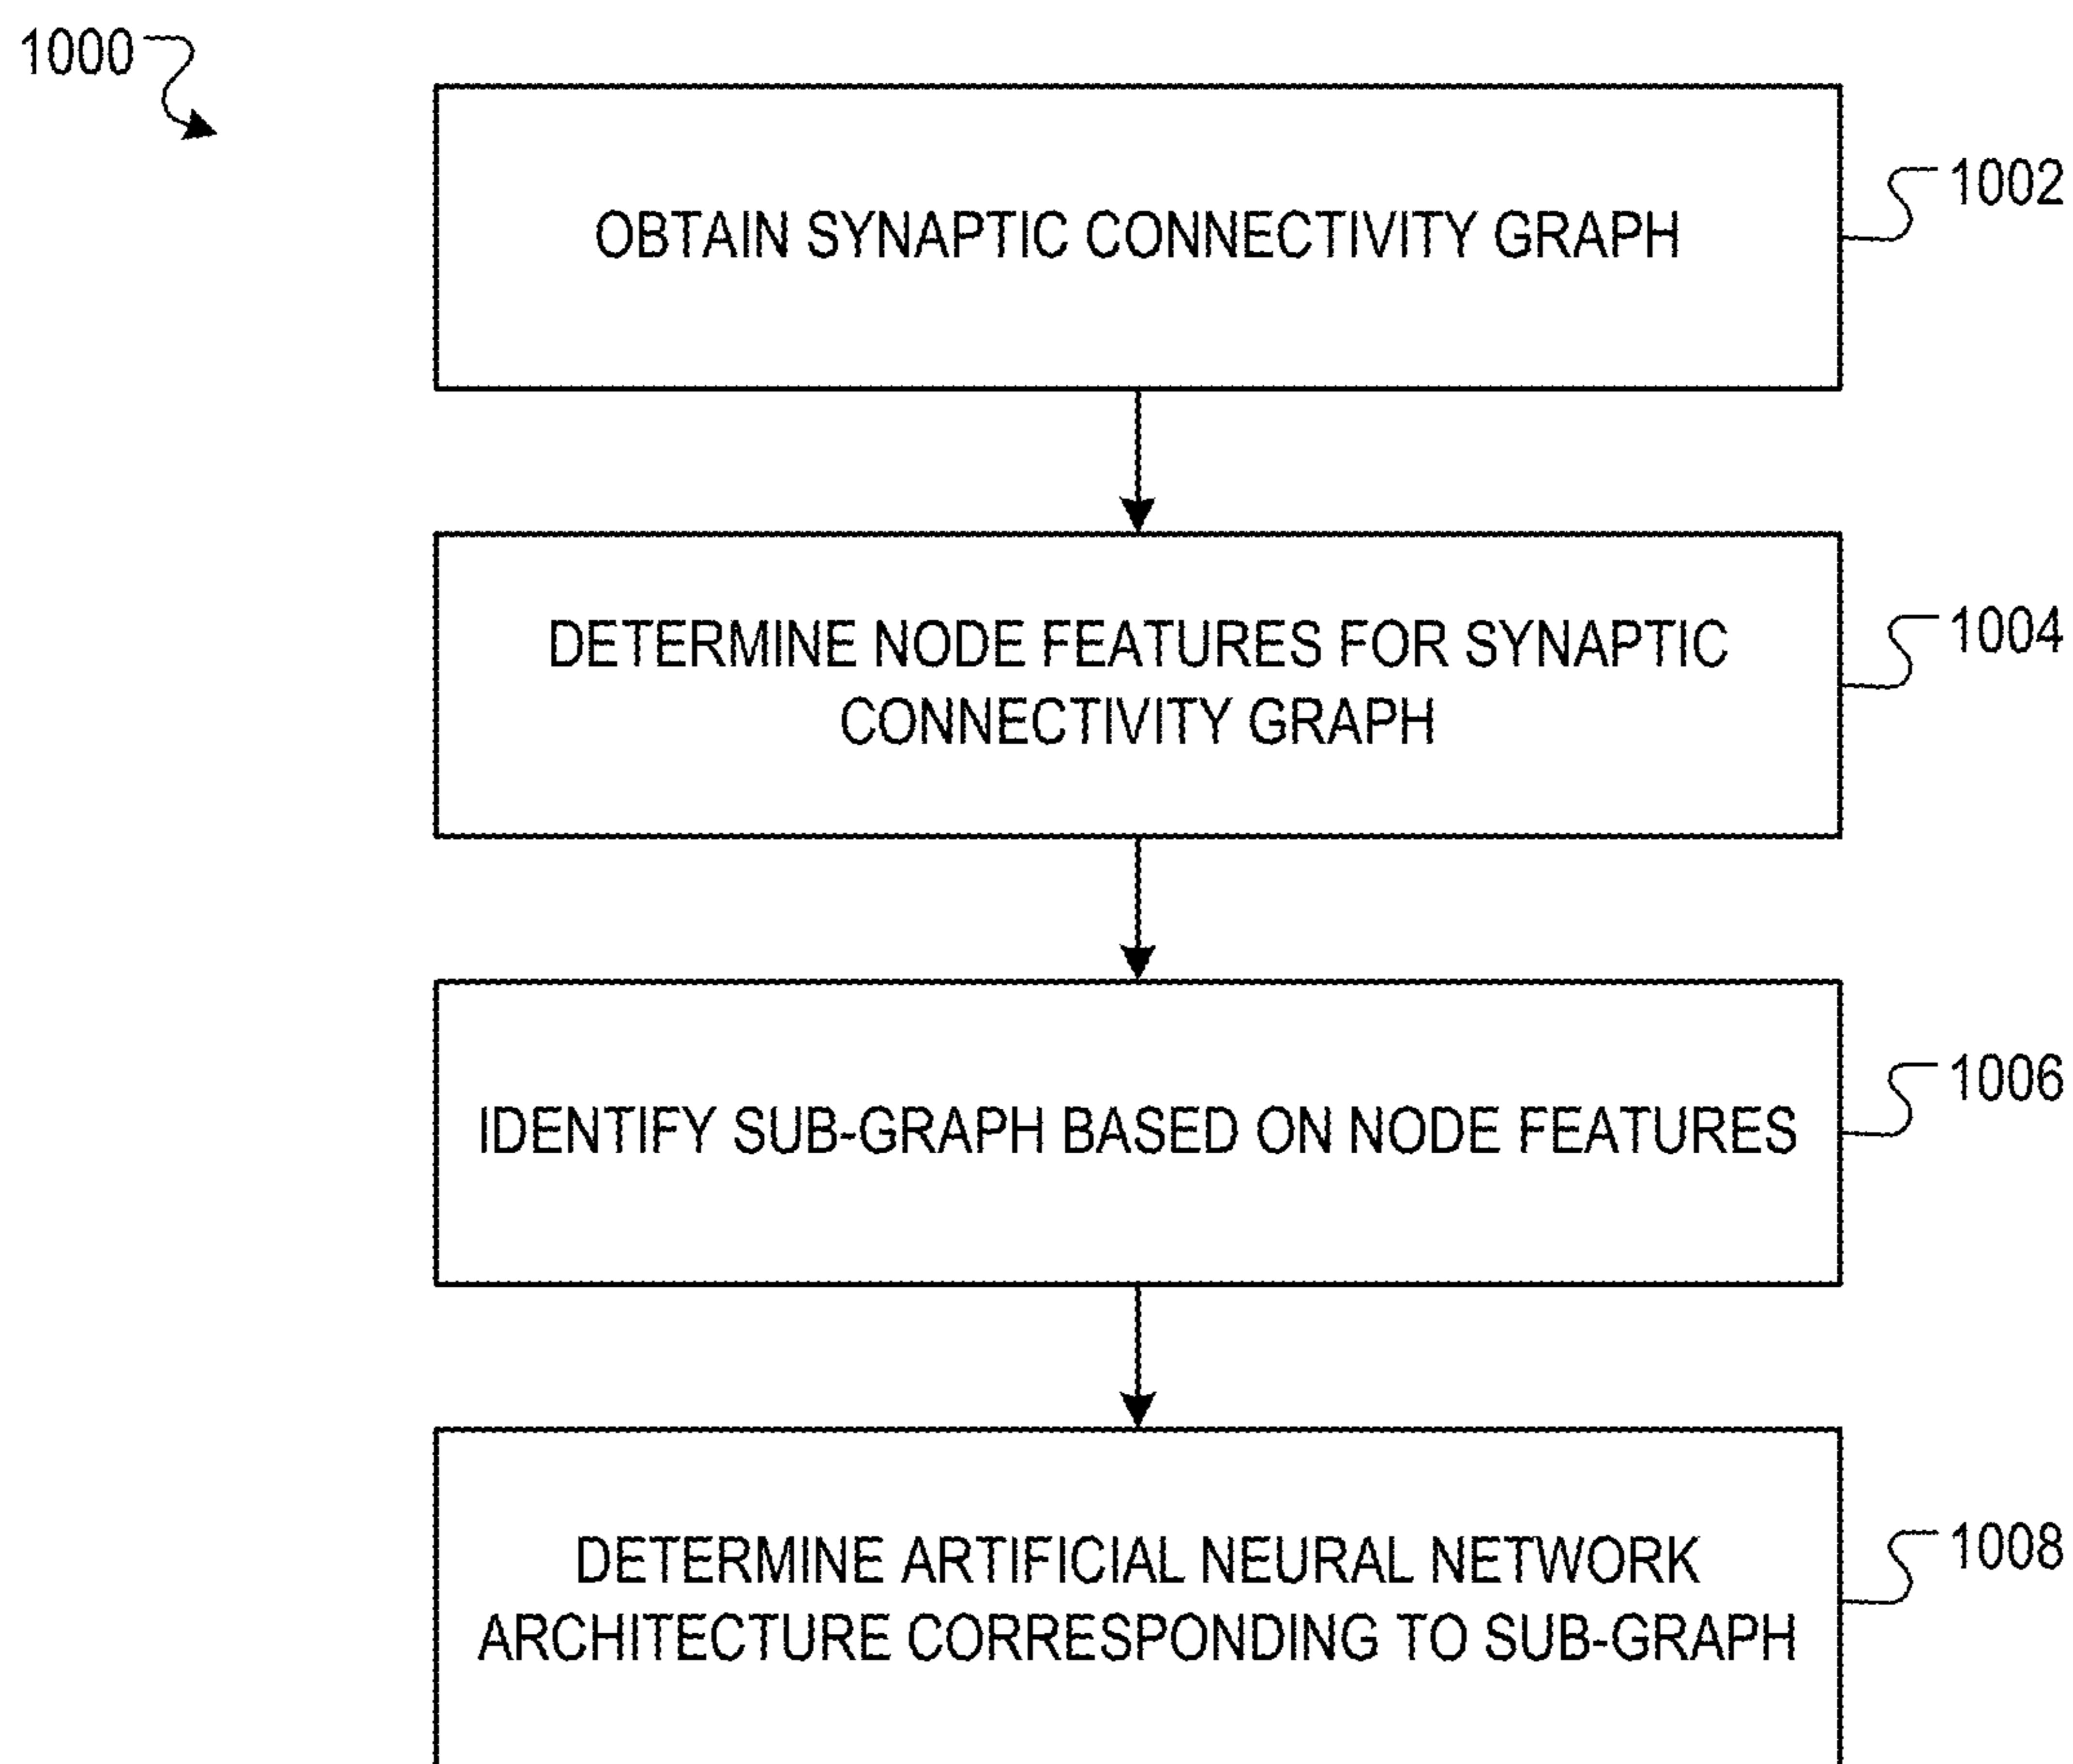 1000
OBTAIN SYNAPTIC CONNECTIVITY GRAPH
1002
DETERMINE NODE FEATURES FOR SYNAPTIC
CONNECTIVITY GRAPH
1004
IDENTIFY SUB-GRAPH BASED ON NODE FEATURES
1006
DETERMINE ARTIFICIAL NEURAL NETWORK
ARCHITECTURE CORRESPONDING TO SUB-GRAPH
1008